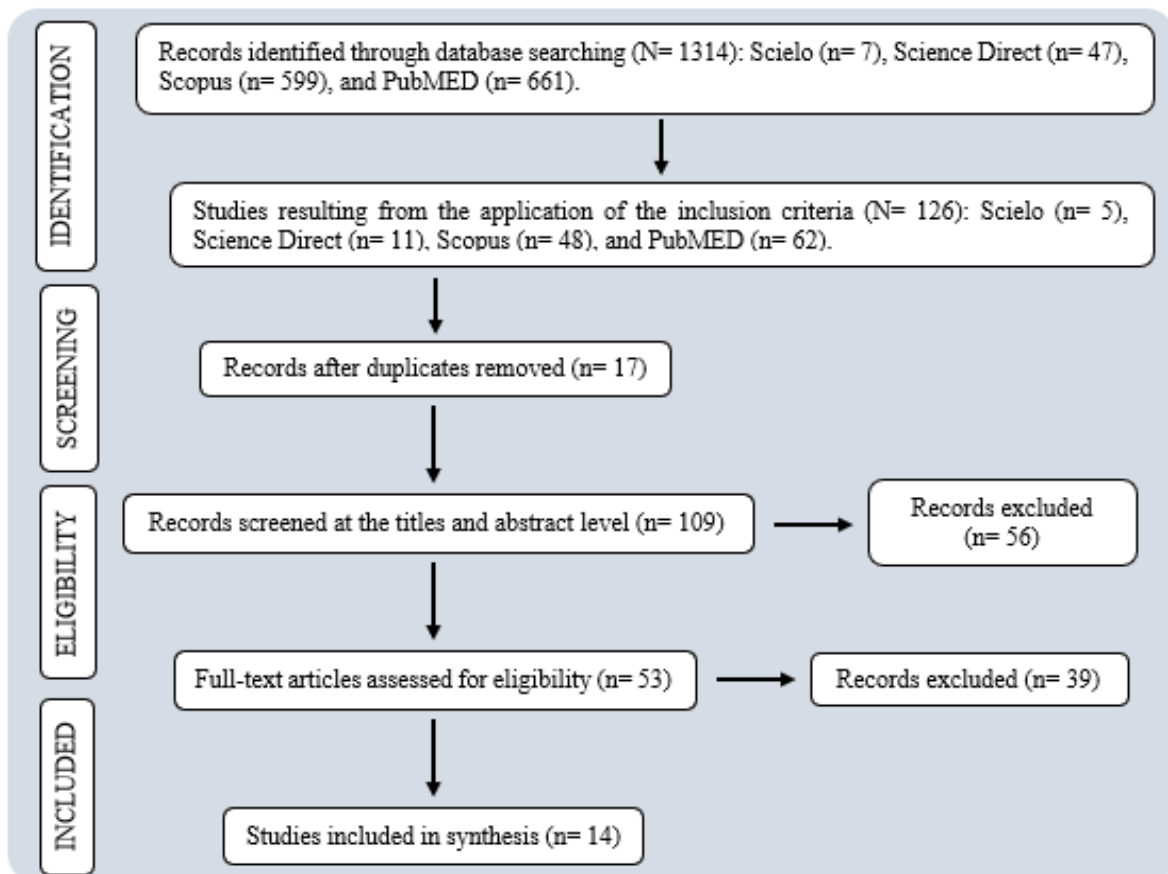 IDENTIFICATION
Records identified through database searching (N= 1314): Scielo (n= 7), Science Direct (n= 47),
Scopus (n= 599), and PubMED (n= 661).
Studies resulting from the application of the inclusion criteria (N= 126): Scielo (n= 5),
Science Direct (n= 11), Scopus (n= 48), and PubMED (n= 62).
SCREENING
Records after duplicates removed (n= 17)
ELIGIBILITY
Records screened at the titles and abstract level (n= 109)
Records excluded
(n= 56)
Full-text articles assessed for eligibility (n= 53)
Records excluded (n= 39)
INCLUDED
Studies included in synthesis (n= 14)